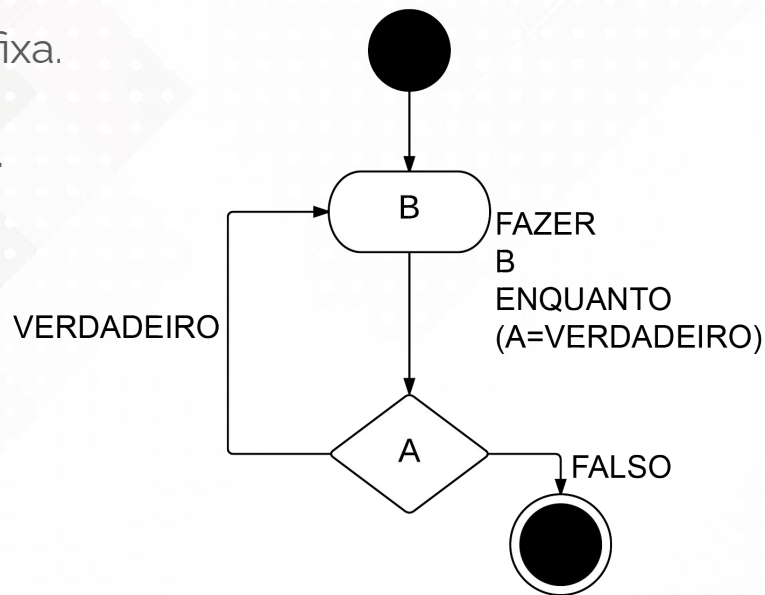 fixa.
.
B
FAZER
B
ENQUANTO
(A=VERDADEIRO)
VERDADEIRO
A
FALSO